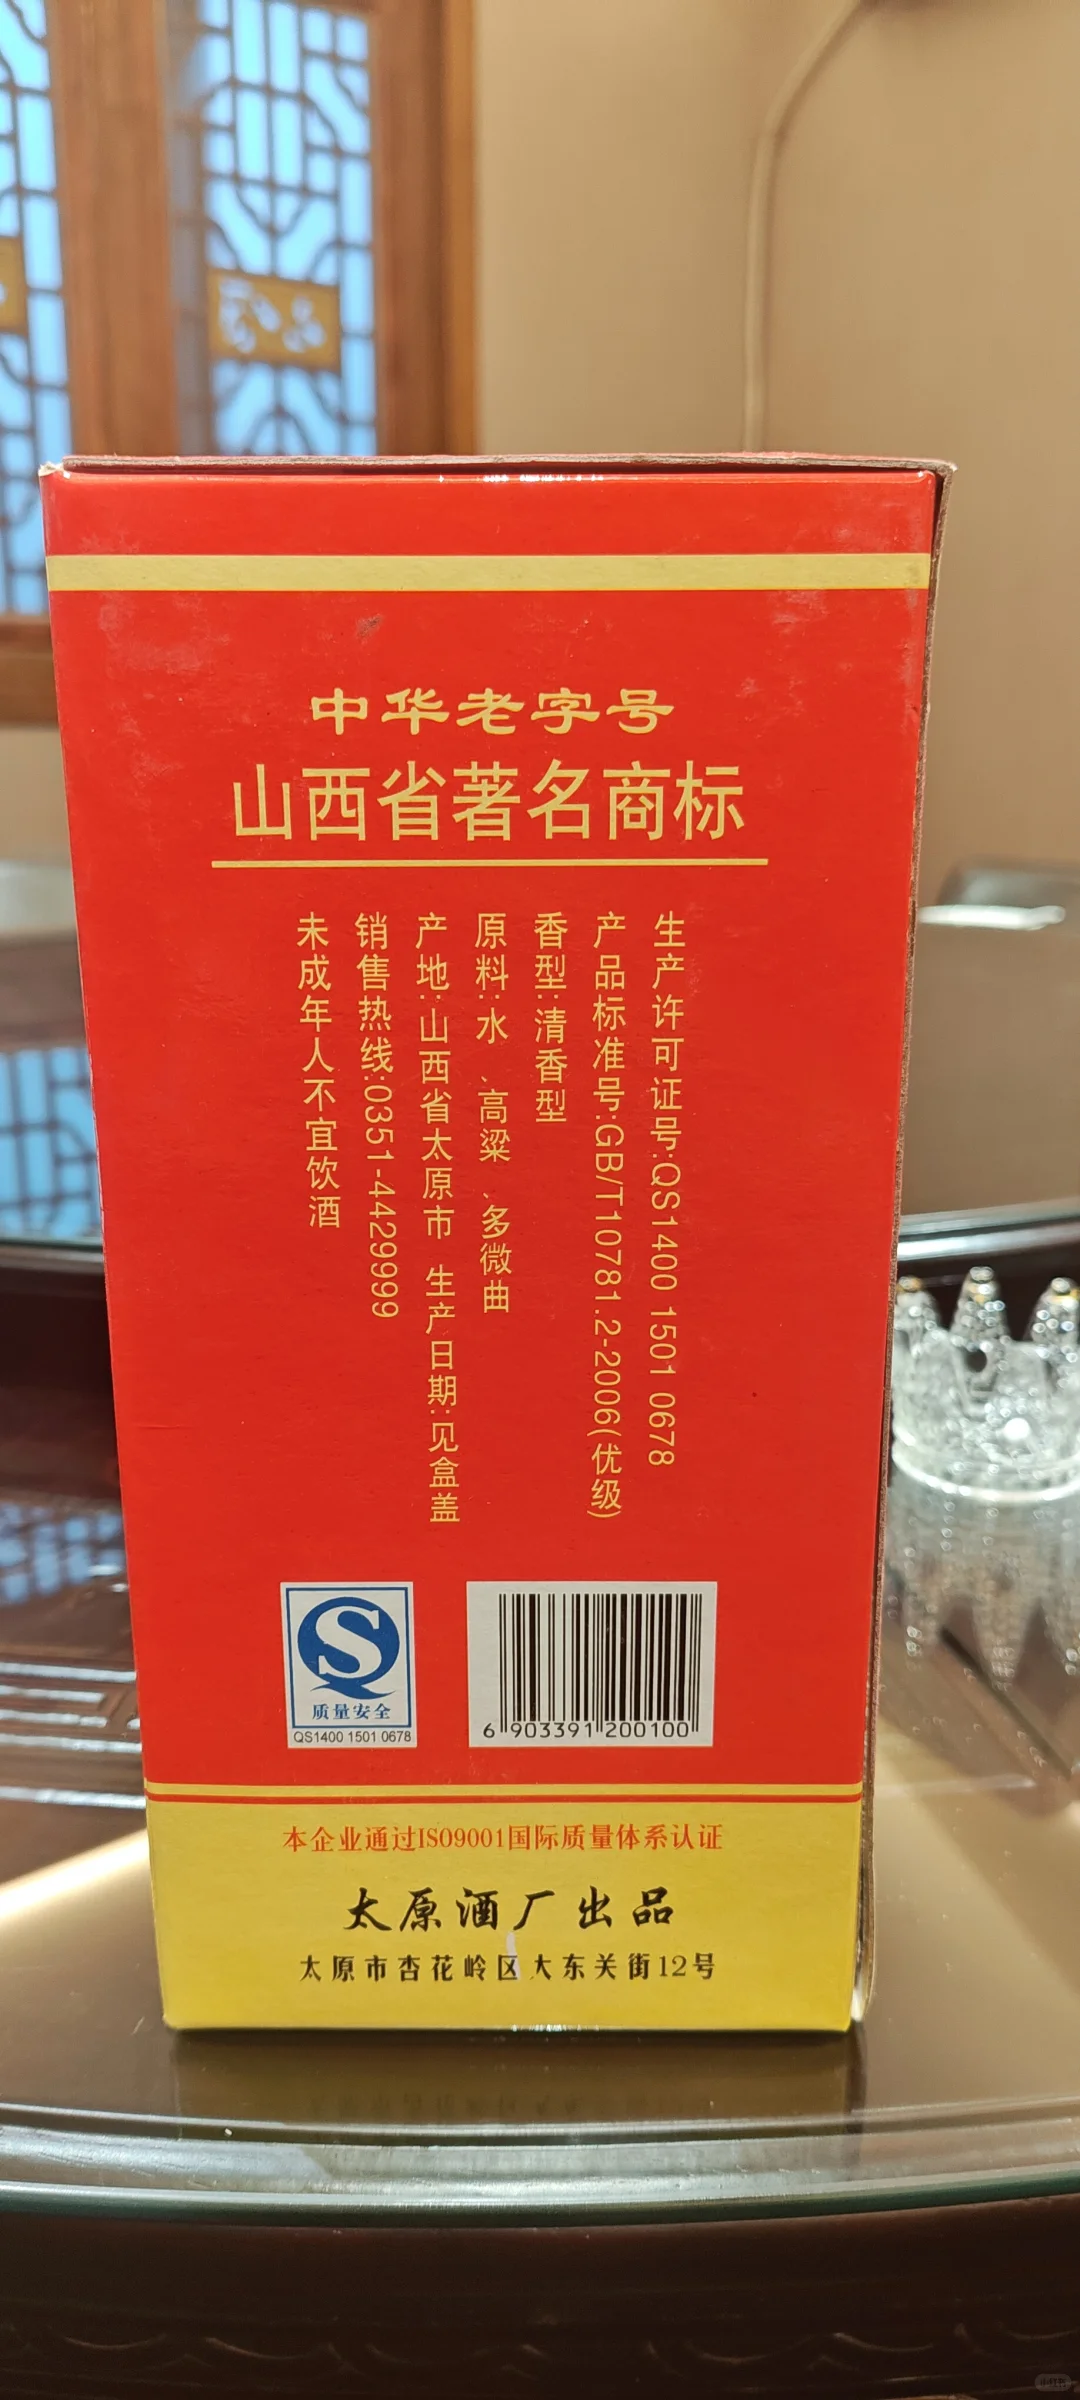 中华老字号
山西省著名商标
生产许可证号:QS1400 1501 0678
产品标准号:GB/T10781.2-2006(优级)
香型:清香型
原料:水、高粱、多微曲
产地:山西省太原市 生产日期:见盒盖
销售热线:0351-4429999
未成年人不宜饮酒
质量安全
QS1400 1501 0678
6 903391 200100
本企业通过ISO9001国际质量体系认证
太原酒厂出品
太原市杏花岭区大东关街12号